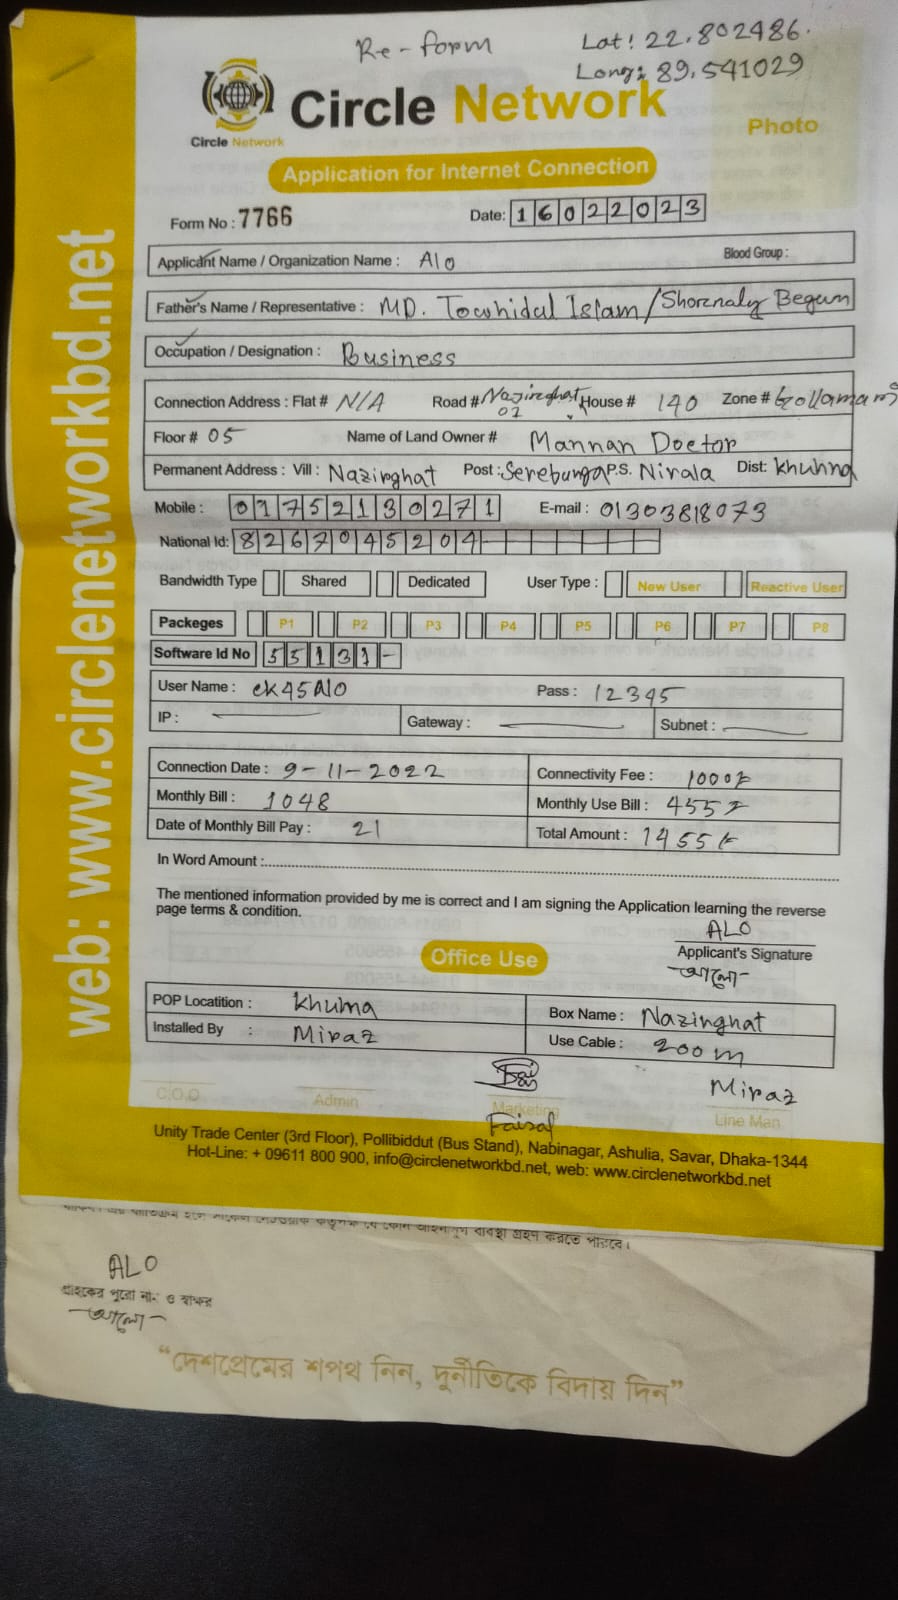 Re-form
Lat: 22.802486.
Long: 89.541029
Circle Network
Circle Network
Photo
Application for Internet Connection
Form No : 7766
Date: 16022023
Applicant Name / Organization Name : Alo
Blood Group :
Father's Name / Representative : MD. Towhidul Islam/Shorenaly Begum
Occupation / Designation : Business
Connection Address : Flat # N/A Road # Nazirghat, 02 House # 140 Zone # Gollamari
Floor # 05 Name of Land Owner # Mannan Doctor
Permanent Address : Vill : Nazirghat Post : P.S. Nirala Dist: Khulna
Mobile : 01752130271 E-mail : 01303818073
National Id: 8267045204
Bandwidth Type Shared Dedicated User Type : New User Reactive User
Packeges P1 P2 P3 P4 P5 P6 P7 P8
Software Id No 55131-
User Name : ck45Alo Pass : 12345
IP : Gateway : Subnet :
Connection Date : 9-11-2022 Connectivity Fee : 1000
Monthly Bill : 1048 Monthly Use Bill : 455
Date of Monthly Bill Pay : 21 Total Amount : 1455
In Word Amount :
The mentioned information provided by me is correct and I am signing the Application learning the reverse
page terms & condition.
ALO
Applicant's Signature
আলো
Office Use
POP Locatition : Khulna Box Name : Nazirghat
Installed By : Miraz Use Cable : 200m
Miraz
C.O.O Admin Marketing Line Man
Faisal
Unity Trade Center (3rd Floor), Pollibiddut (Bus Stand), Nabinagar, Ashulia, Savar, Dhaka-1344
Hot-Line: + 09611 800 900, info@circlenetworkbd.net, web: www.circlenetworkbd.net
web: www.circlenetworkbd.net
ব্যবস্থা গ্রহণ করতে পারবে।
ALO
গ্রাহকের পুরো নাম ও স্বাক্ষর
আলো
“দেশপ্রেমের শপথ নিন, দুর্নীতিকে বিদায় দিন”